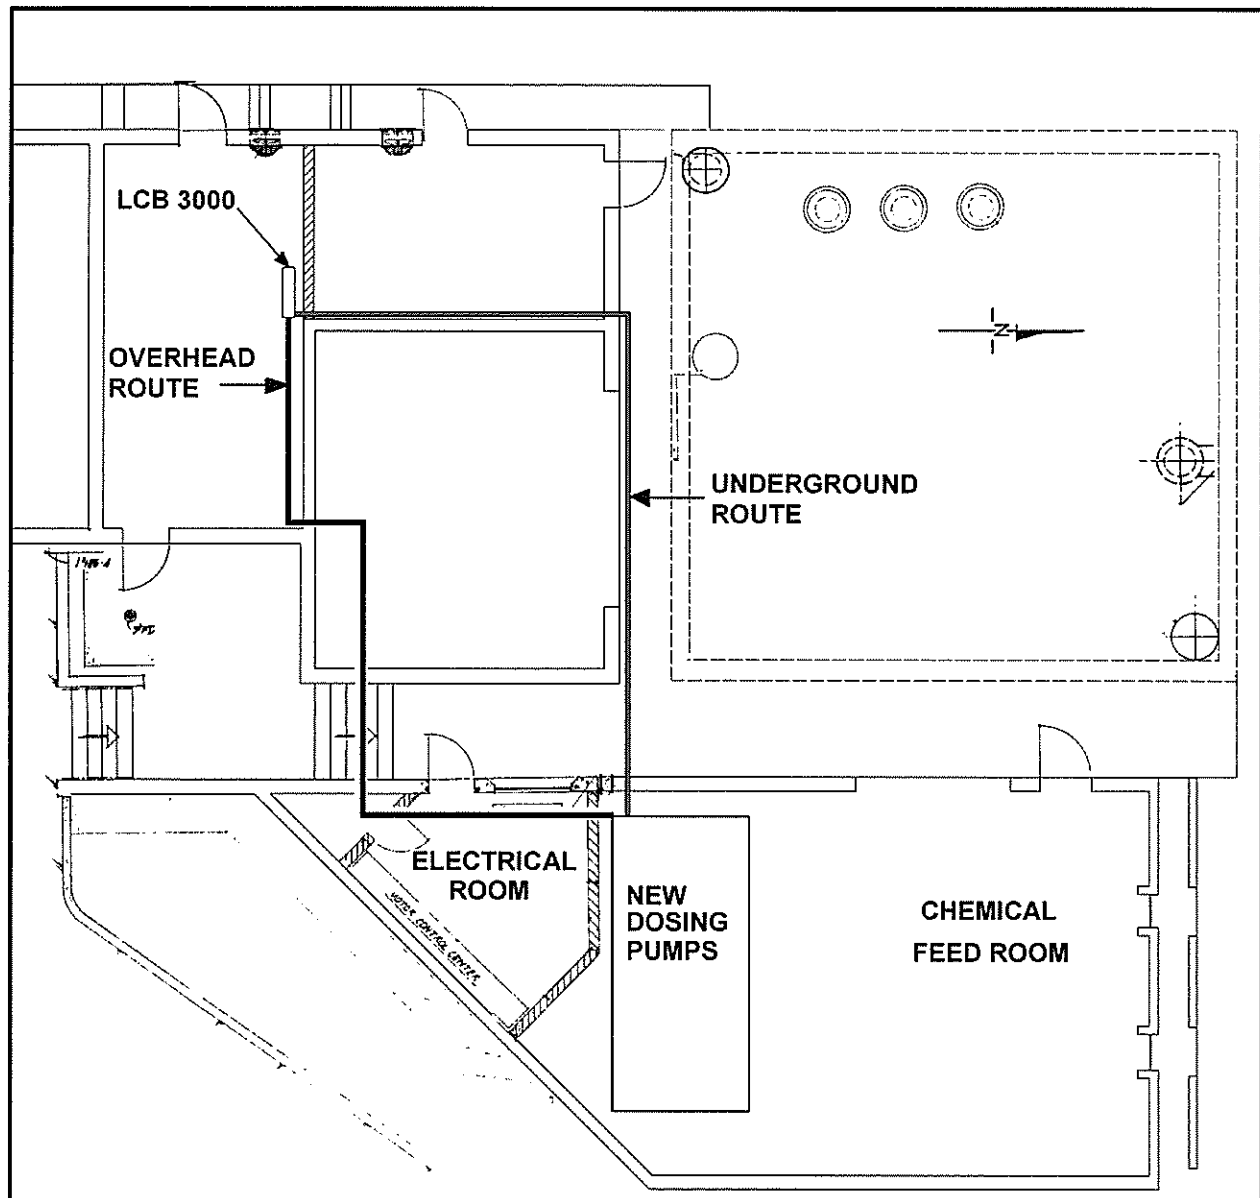 LCB 3000
OVERHEAD
ROUTE
N
UNDERGROUND
ROUTE
ELECTRICAL
ROOM
MOTOR CONTROL CENTER
NEW
DOSING
PUMPS
CHEMICAL
FEED ROOM